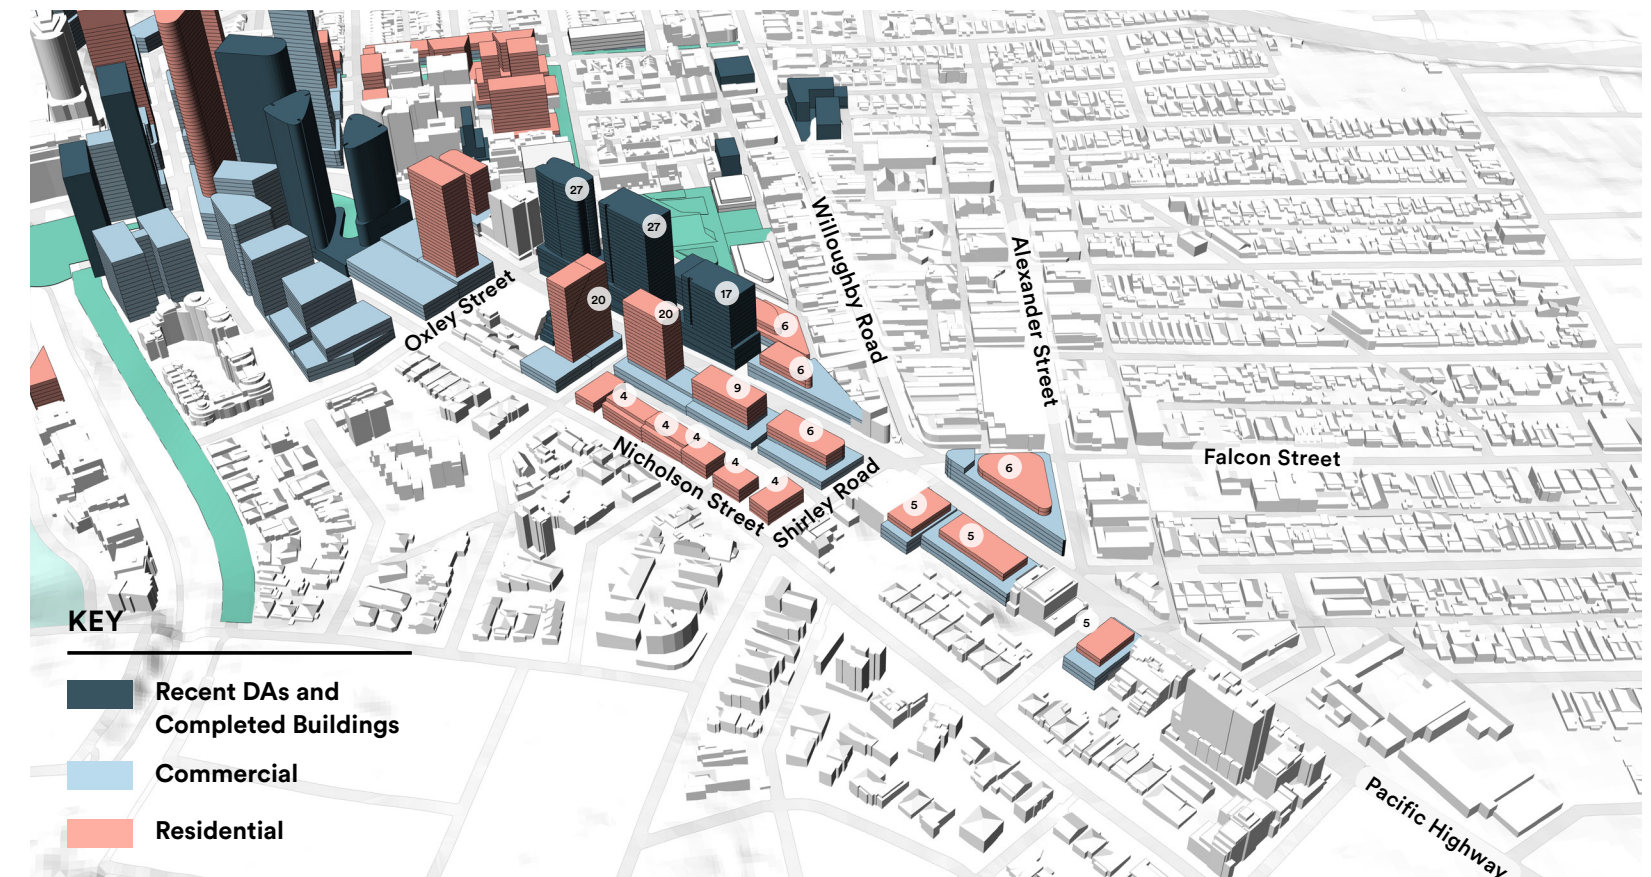 27
27
17
20
20
6
6
9
6
4
4
4
4
4
6
5
5
5
Oxley Street
Willoughby Road
Alexander Street
Falcon Street
Nicholson Street
Shirley Road
Pacific Highway
KEY
Recent DAs and
Completed Buildings
Commercial
Residential